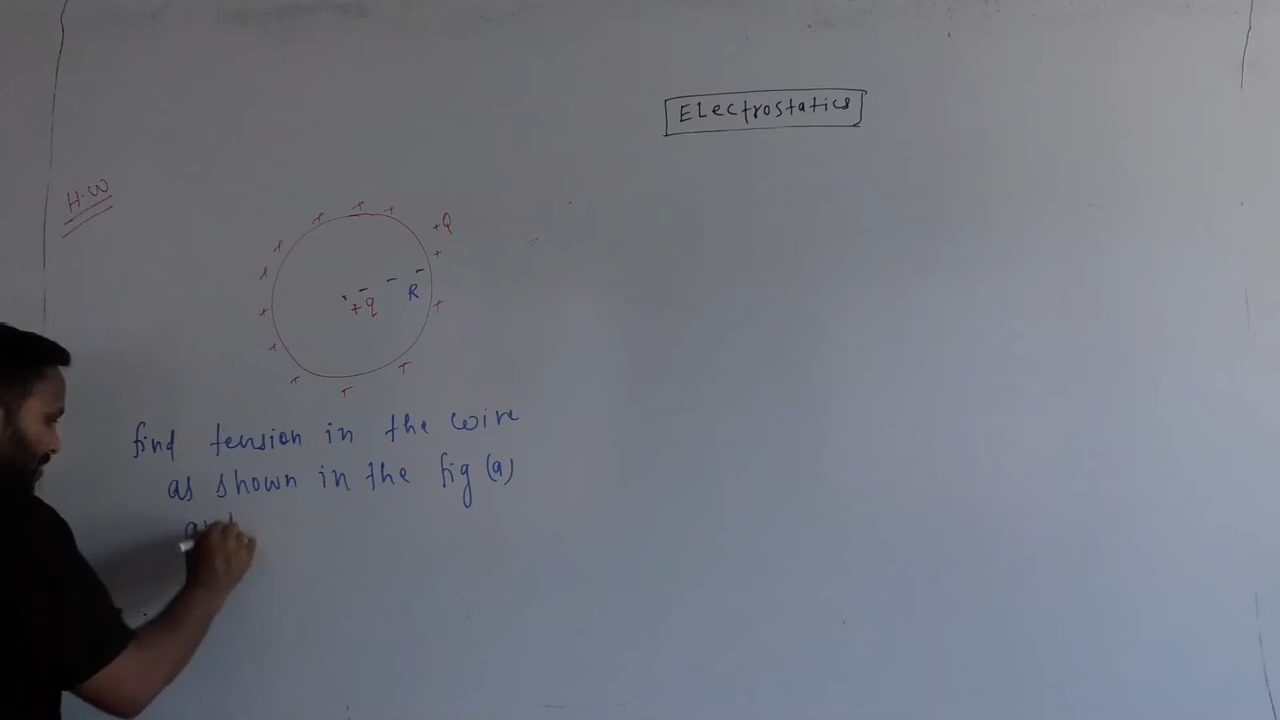 Electrostatics
H.W
+Q
+q
R
find tension in the wire
as shown in the fig (a)